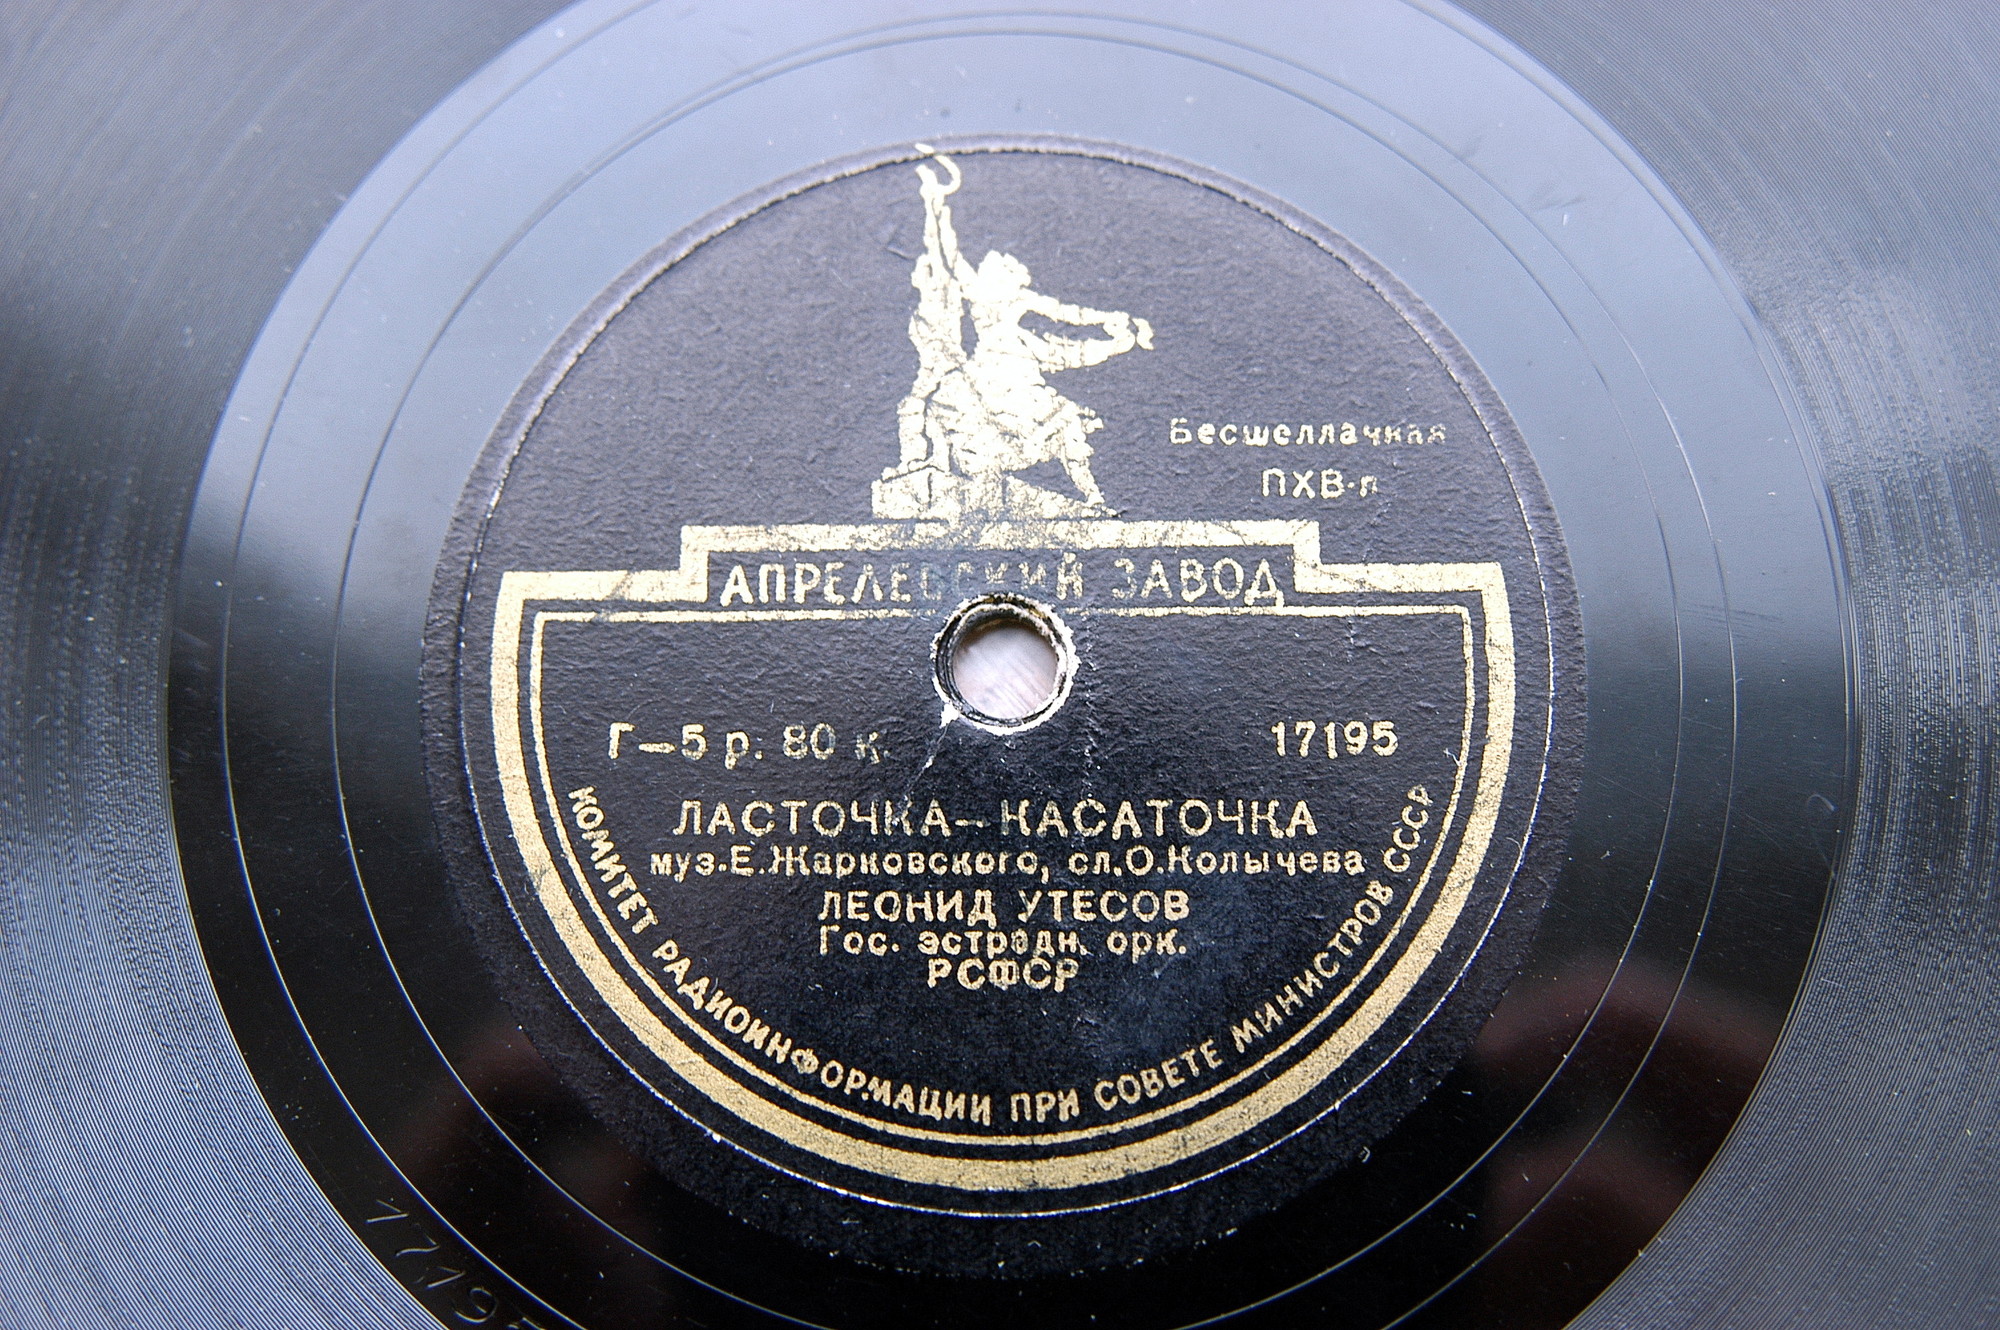 Бесшеллачная
ПХВ-п
АПРЕЛЕВСКИЙ ЗАВОД
Г–5 р. 80 к.
17195
ЛАСТОЧКА–КАСАТОЧКА
муз.Е.Жарковского, сл.О.Колычева
ЛЕОНИД УТЕСОВ
Гос. эстрадн. орк.
РСФСР
КОМИТЕТ РАДИОИНФОРМАЦИИ ПРИ СОВЕТЕ МИНИСТРОВ СССР